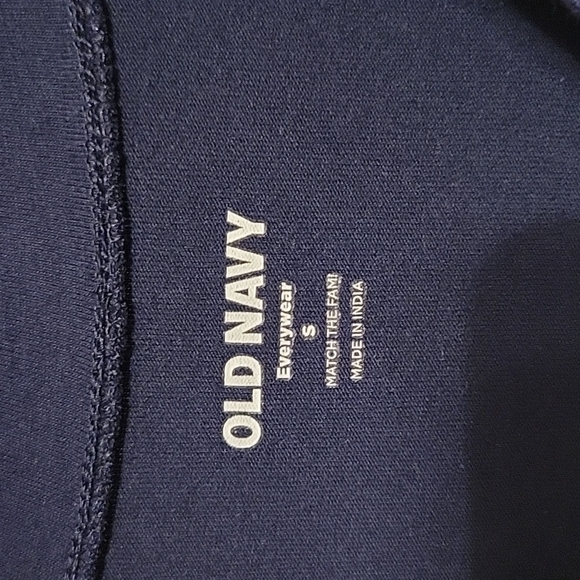 OLD NAVY
Everywear
S
MATCH THE FAM!
MADE IN INDIA